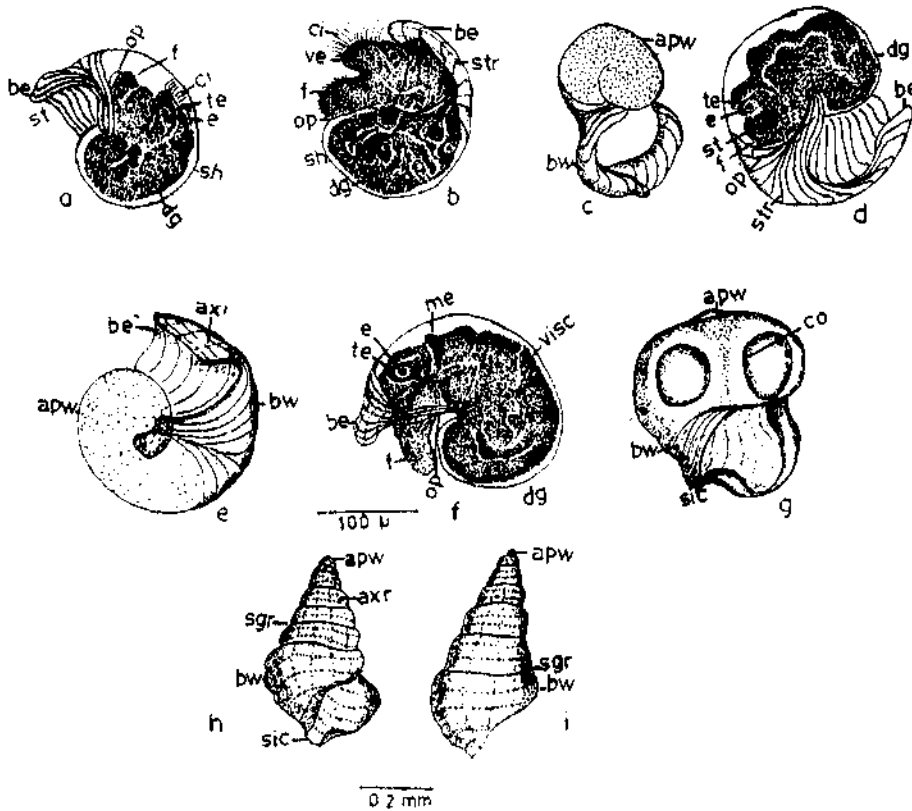 op
f
ci
te
e
be
st
sh
dg
a
ci
ve
f
op
sh
dg
be
str
b
apw
bw
c
dg
be
te
e
st
f
op
str
d
be
axr
apw
bw
e
me
e
te
visc
be
f
op
dg
f
100 µ
apw
co
bw
sic
g
apw
axr
sgr
bw
sic
h
apw
sgr
bw
i
0.2 mm